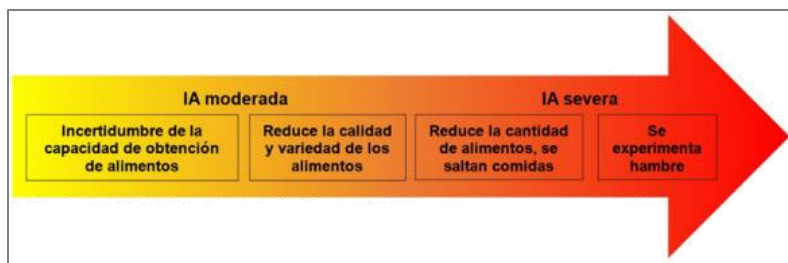 IA moderada
IA severa
Incertidumbre de la
capacidad de obtención
de alimentos
Reduce la calidad
y variedad de los
alimentos
Reduce la cantidad
de alimentos, se
saltan comidas
Se
experimenta
hambre